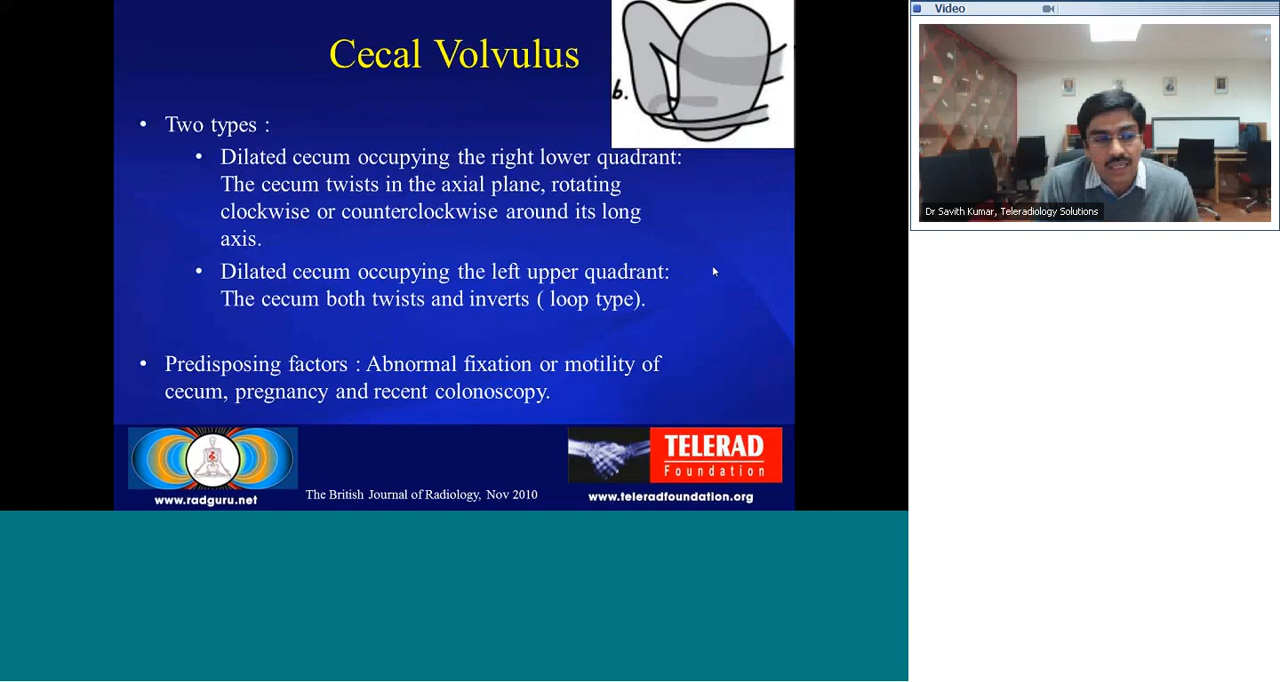 Cecal Volvulus
b.
• Two types :
• Dilated cecum occupying the right lower quadrant:
The cecum twists in the axial plane, rotating
clockwise or counterclockwise around its long
axis.
• Dilated cecum occupying the left upper quadrant:
The cecum both twists and inverts ( loop type).
• Predisposing factors : Abnormal fixation or motility of
cecum, pregnancy and recent colonoscopy.
www.radguru.net
The British Journal of Radiology, Nov 2010
TELERAD
Foundation
www.teleradfoundation.org
Video
Dr Savith Kumar, Teleradiology Solutions